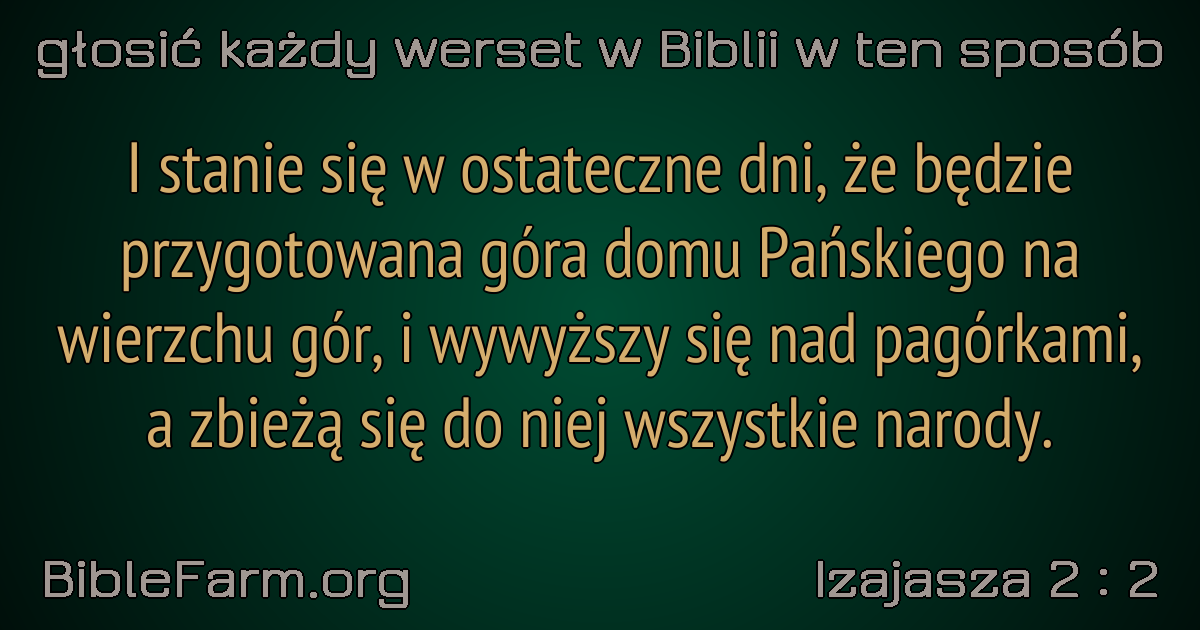 głosić każdy werset w Biblii w ten sposób
I stanie się w ostateczne dni, że będzie
przygotowana góra domu Pańskiego na
wierzchu gór, i wywyższy się nad pagórkami,
a zbieżą się do niej wszystkie narody.
BibleFarm.org
Izajasza 2 : 2